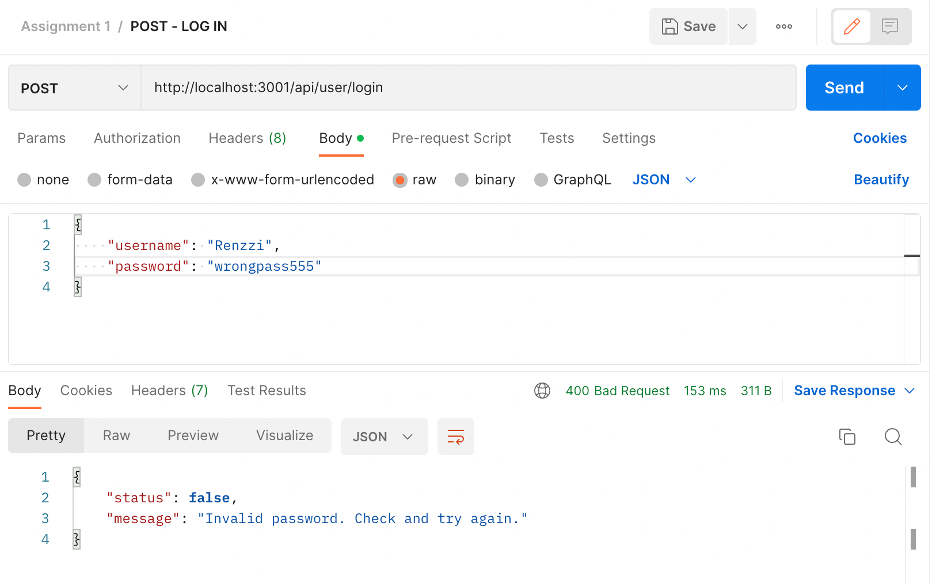 Assignment 1 / POST - LOG IN Save
POST http://localhost:3001/api/user/login Send
Params Authorization Headers (8) Body Pre-request Script Tests Settings Cookies
none form-data x-www-form-urlencoded raw binary GraphQL JSON Beautify
1 {
2 "username": "Renzzi",
3 "password": "wrongpass555"
4 }
Body Cookies Headers (7) Test Results 400 Bad Request 153 ms 311 B Save Response
Pretty Raw Preview Visualize JSON
1 {
2 "status": false,
3 "message": "Invalid password. Check and try again."
4 }